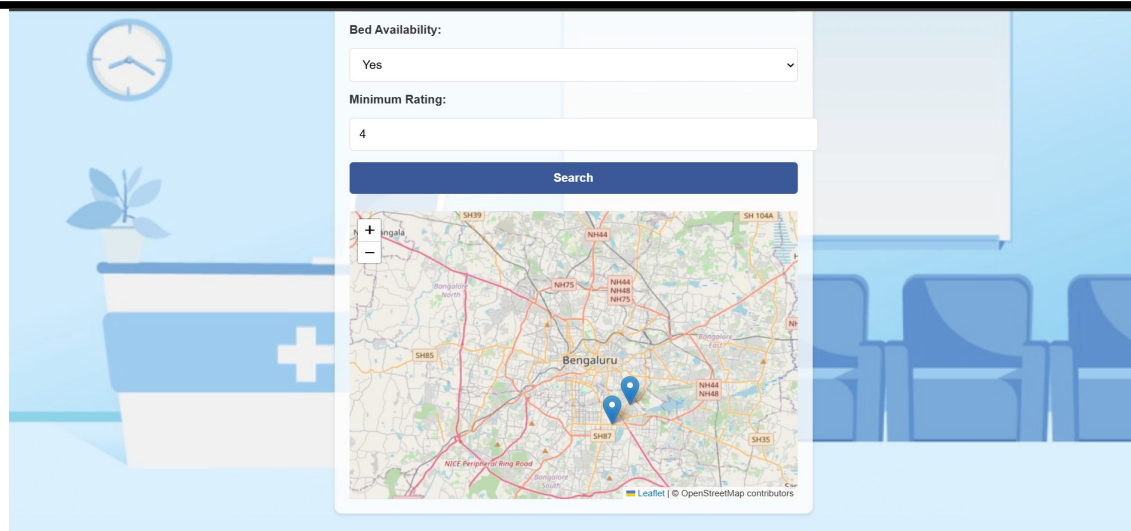 Bed Availability:
Yes
Minimum Rating:
4
Search
SH39
SH 104A
+
angala
NH44
−
Bangalore
North
NH75
NH44
NH48
NH75
Bangalore
East
SH85
Bengaluru
NH44
NH48
SH87
SH35
NICE Peripheral Ring Road
Bangalore
South
Leaflet | © OpenStreetMap contributors